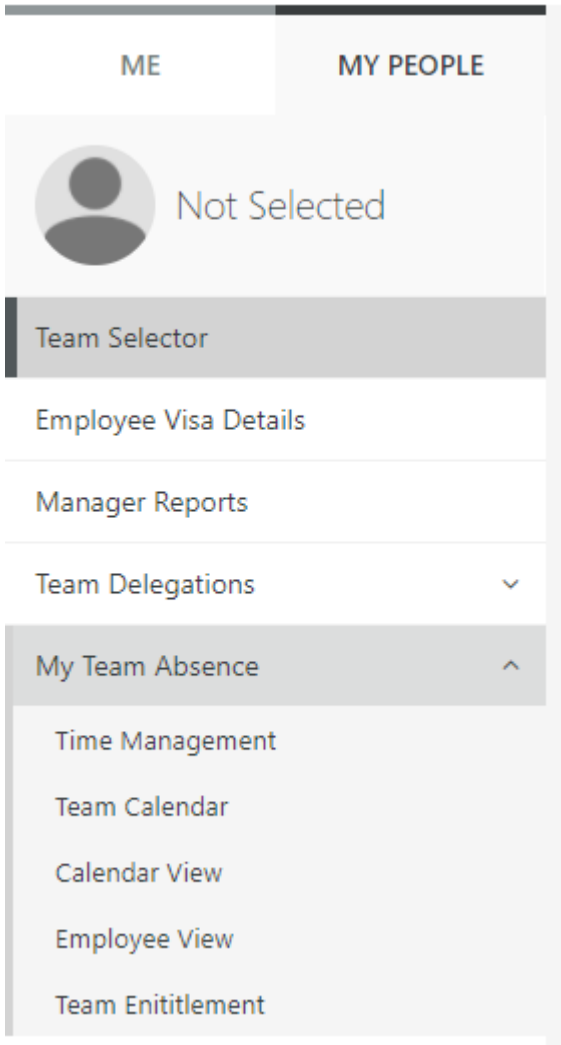 ME
MY PEOPLE
Not Selected
Team Selector
Employee Visa Details
Manager Reports
Team Delegations
My Team Absence
Time Management
Team Calendar
Calendar View
Employee View
Team Enititlement